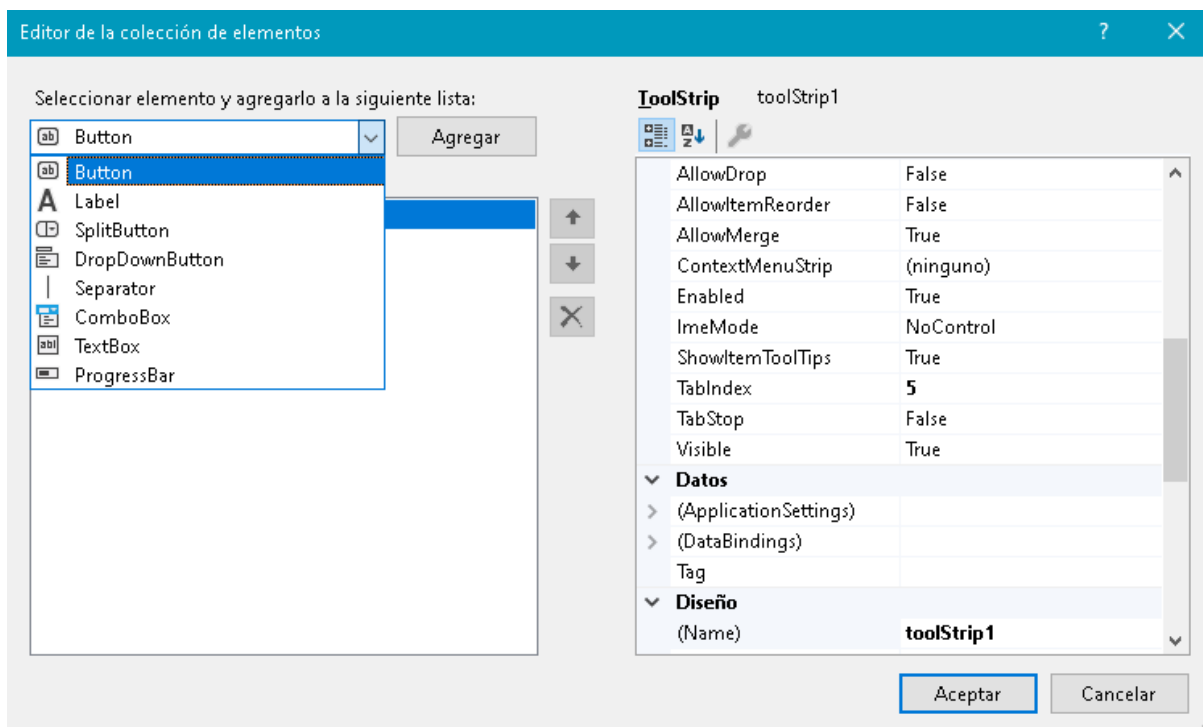 Editor de la colección de elementos
Seleccionar elemento y agregarlo a la siguiente lista:
Button
Agregar
Button
Label
SplitButton
DropDownButton
Separator
ComboBox
TextBox
ProgressBar
ToolStrip toolStrip1
AllowDrop False
AllowItemReorder False
AllowMerge True
ContextMenuStrip (ninguno)
Enabled True
ImeMode NoControl
ShowItemToolTips True
TabIndex 5
TabStop False
Visible True
Datos
(ApplicationSettings)
(DataBindings)
Tag
Diseño
(Name) toolStrip1
Aceptar Cancelar